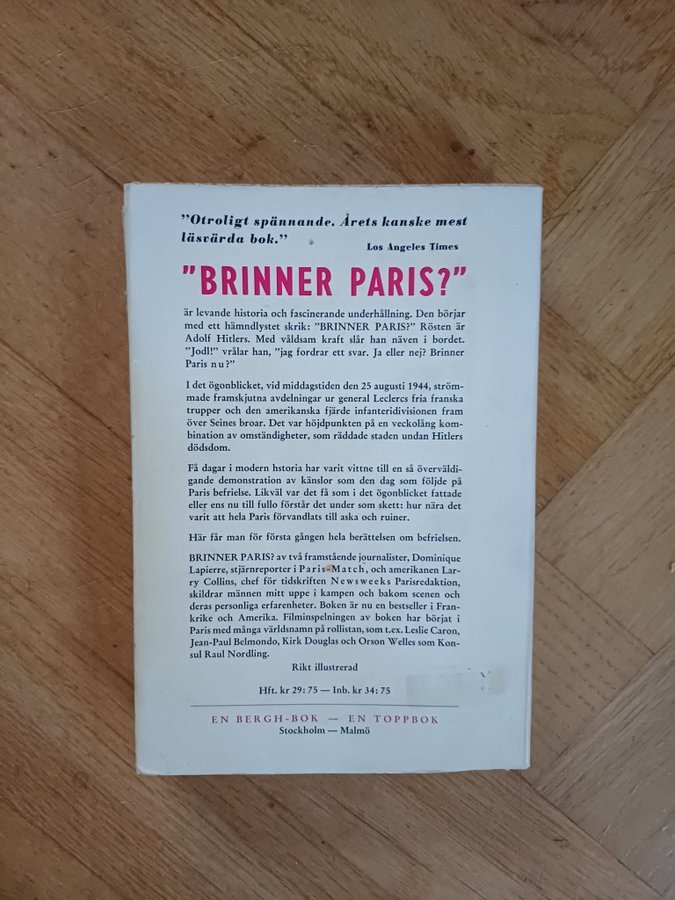 "Otroligt spännande. Årets kanske mest
läsvärda bok."
Los Angeles Times
"BRINNER PARIS?"
är levande historia och fascinerande underhållning. Den börjar
med ett hämndlystet skrik: "BRINNER PARIS?" Rösten är
Adolf Hitlers. Med våldsam kraft slår han näven i bordet.
"Jodl!" vrålar han, "jag fordrar ett svar. Ja eller nej? Brinner
Paris nu?"
I det ögonblicket, vid middagstiden den 25 augusti 1944, ström-
made framskjutna avdelningar ur general Leclercs fria franska
trupper och den amerikanska fjärde infanteridivisionen fram
över Seines broar. Det var höjdpunkten på en veckolång kom-
bination av omständigheter, som räddade staden undan Hitlers
dödsdom.
Få dagar i modern hstoria har varit vittne till en så överväldi-
gande demonstration av känslor som den dag som följde på
Paris befrielse. Likväl var det få som i det ögonblicket fattade
eller ens nu till fullo förstår det under som skett: hur nära det
varit att hela Paris förvandlats till aska och ruiner.
Här får man för första gången hela berättelsen om befrielsen.
BRINNER PARIS? av två framstående journalister, Dominique
Lapierre, stjärnreporter i Paris-Match, och amerikanen Lar-
ry Collins, chef för tidskriften Newsweeks Parisredaktion,
skildrar männen mitt uppe i kampen och bakom scenen och
deras personliga erfarenheter. Boken är nu en bestseller i Fran-
krike och Amerika. Filminspelningen av boken har börjat i
Paris med många världsnamn på rollistan, som t.ex. Leslie Caron,
Jean-Paul Belmondo, Kirk Douglas och Orson Welles som Kon-
sul Raul Nordling.
Rikt illustrerad
Hft. kr 29:75 — Inb. kr 34:75
EN BERGH-BOK — EN TOPPBOK
Stockholm — Malmö